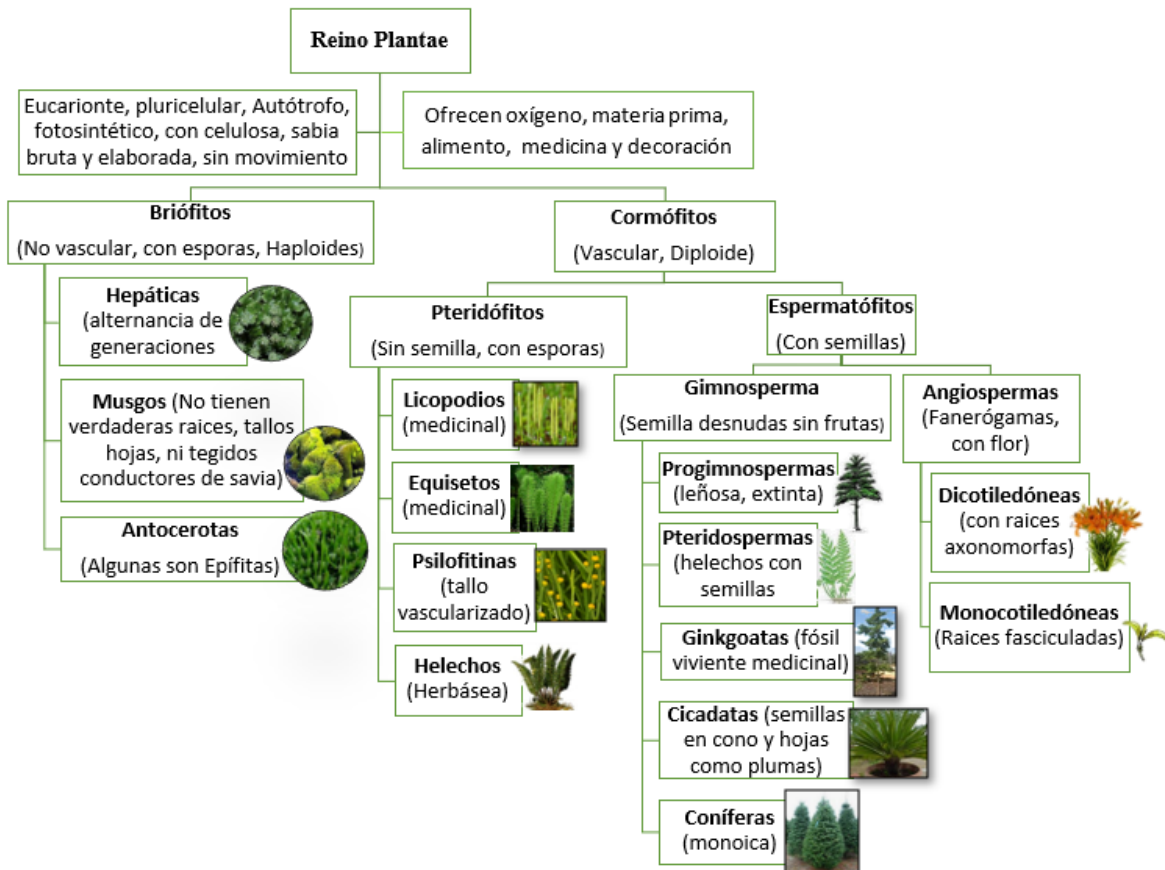 Reino Plantae
Eucarionte, pluricelular, Autótrofo,
fotosintético, con celulosa, sabia
bruta y elaborada, sin movimiento
Ofrecen oxígeno, materia prima,
alimento, medicina y decoración
Briófitos
(No vascular, con esporas, Haploides)
Cormófitos
(Vascular, Diploide)
Hepáticas
(alternancia de
generaciones
Musgos (No tienen
verdaderas raices, tallos
hojas, ni tegidos
conductores de savia)
Antocerotas
(Algunas son Epífitas)
Pteridófitos
(Sin semilla, con esporas)
Licopodios
(medicinal)
Equisetos
(medicinal)
Psilofitinas
(tallo
vascularizado)
Helechos
(Herbásea)
Espermatófitos
(Con semillas)
Gimnosperma
(Semilla desnudas sin frutas)
Progimnospermas
(leñosa, extinta)
Pteridospermas
(helechos con
semillas
Ginkgoatas (fósil
viviente medicinal)
Cicadatas (semillas
en cono y hojas
como plumas)
Coníferas
(monoica)
Angiospermas
(Fanerógamas,
con flor)
Dicotiledóneas
(con raices
axonomorfas)
Monocotiledóneas
(Raices fasciculadas)